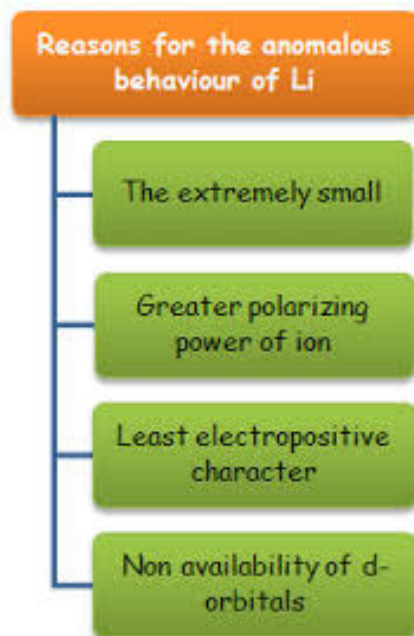 Reasons for the anomalous
behaviour of Li
The extremely small
Greater polarizing
power of ion
Least electropositive
character
Non availability of d-
orbitals